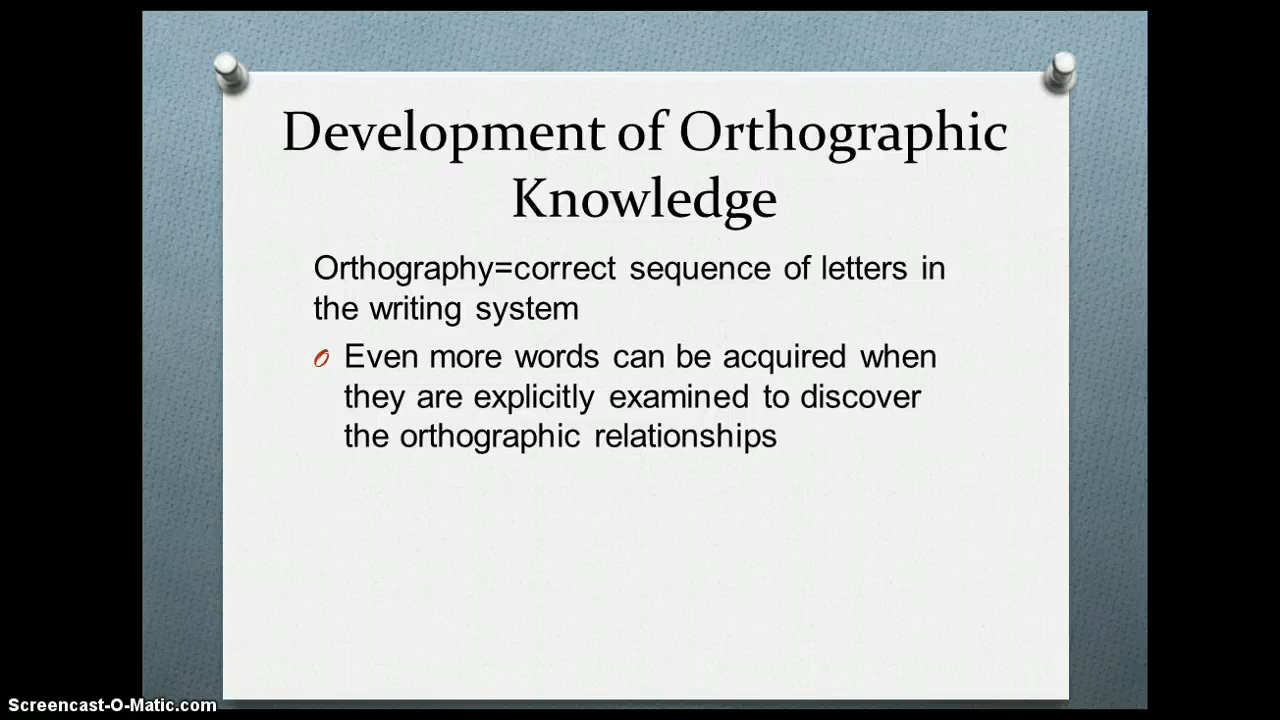 Development of Orthographic
Knowledge
Orthography=correct sequence of letters in
the writing system
Even more words can be acquired when
they are explicitly examined to discover
the orthographic relationships
Screencast-O-Matic.com